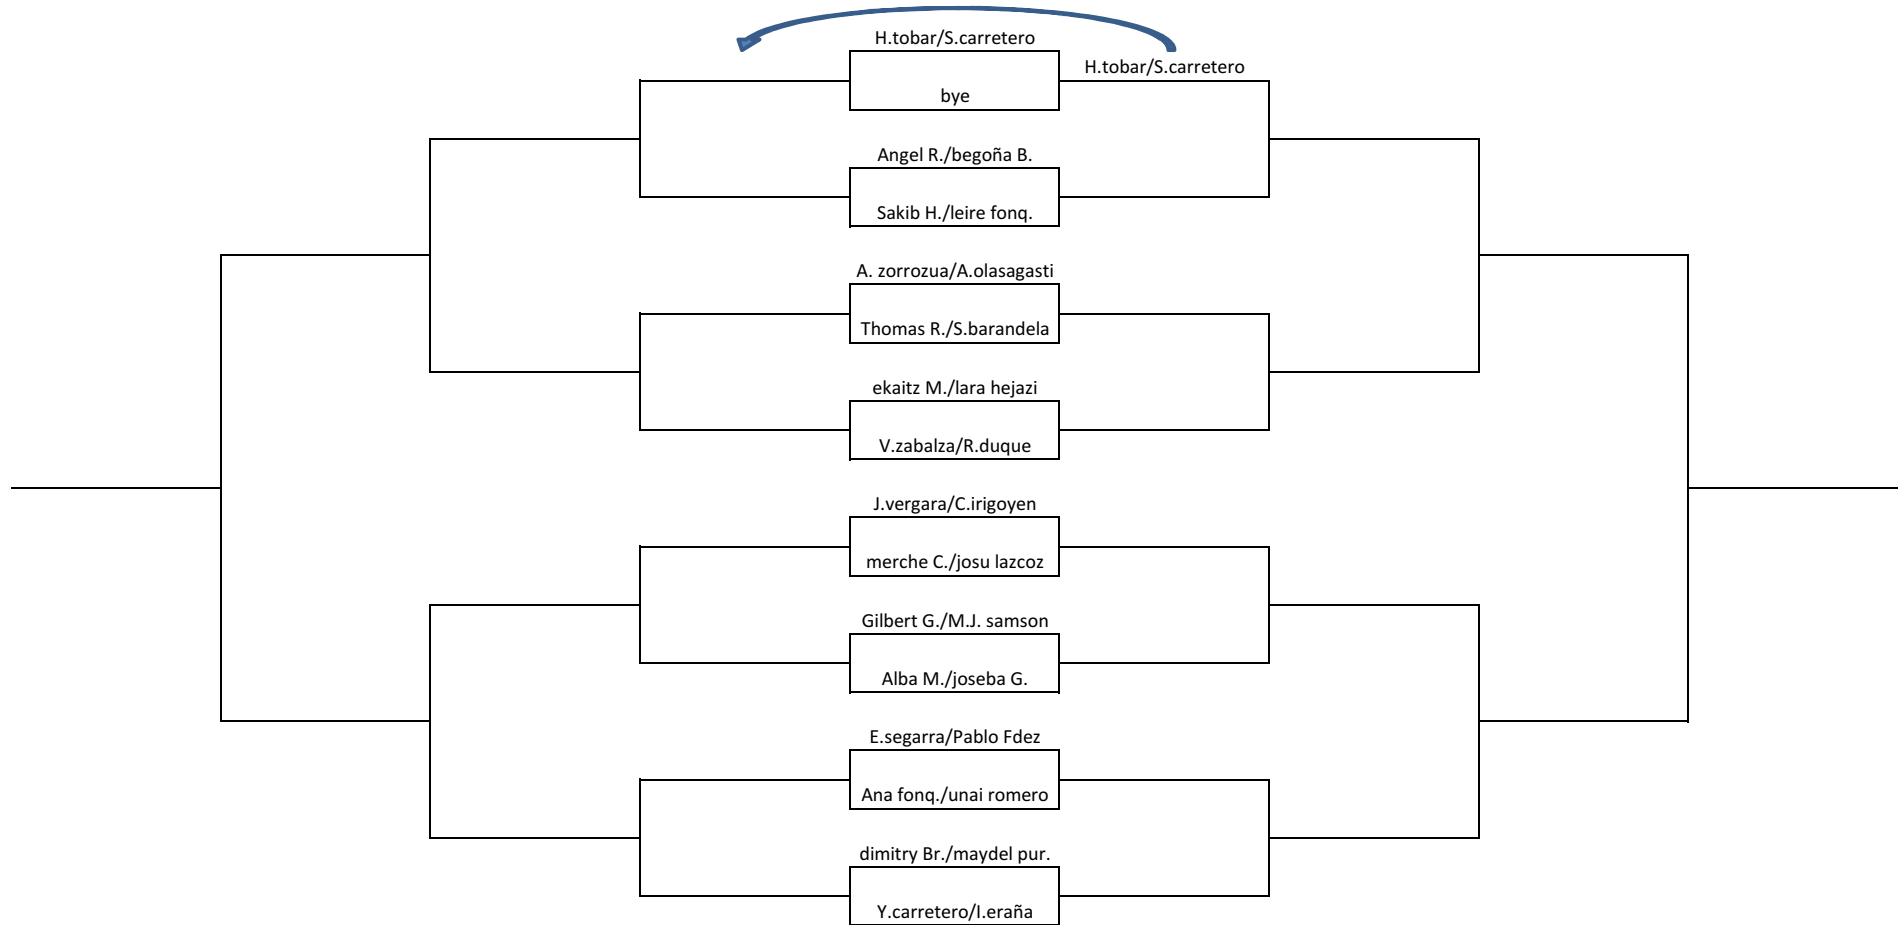 H.tobar/S.carretero
H.tobar/S.carretero
bye
Angel R./begoña B.
Sakib H./leire fonq.
A. zorrozua/A.olasagasti
Thomas R./S.barandela
ekaitz M./lara hejazi
V.zabalza/R.duque
J.vergara/C.irigoyen
merche C./josu lazcoz
Gilbert G./M.J. samson
Alba M./joseba G.
E.segarra/Pablo Fdez
Ana fonq./unai romero
dimitry Br./maydel pur.
Y.carretero/I.eraña